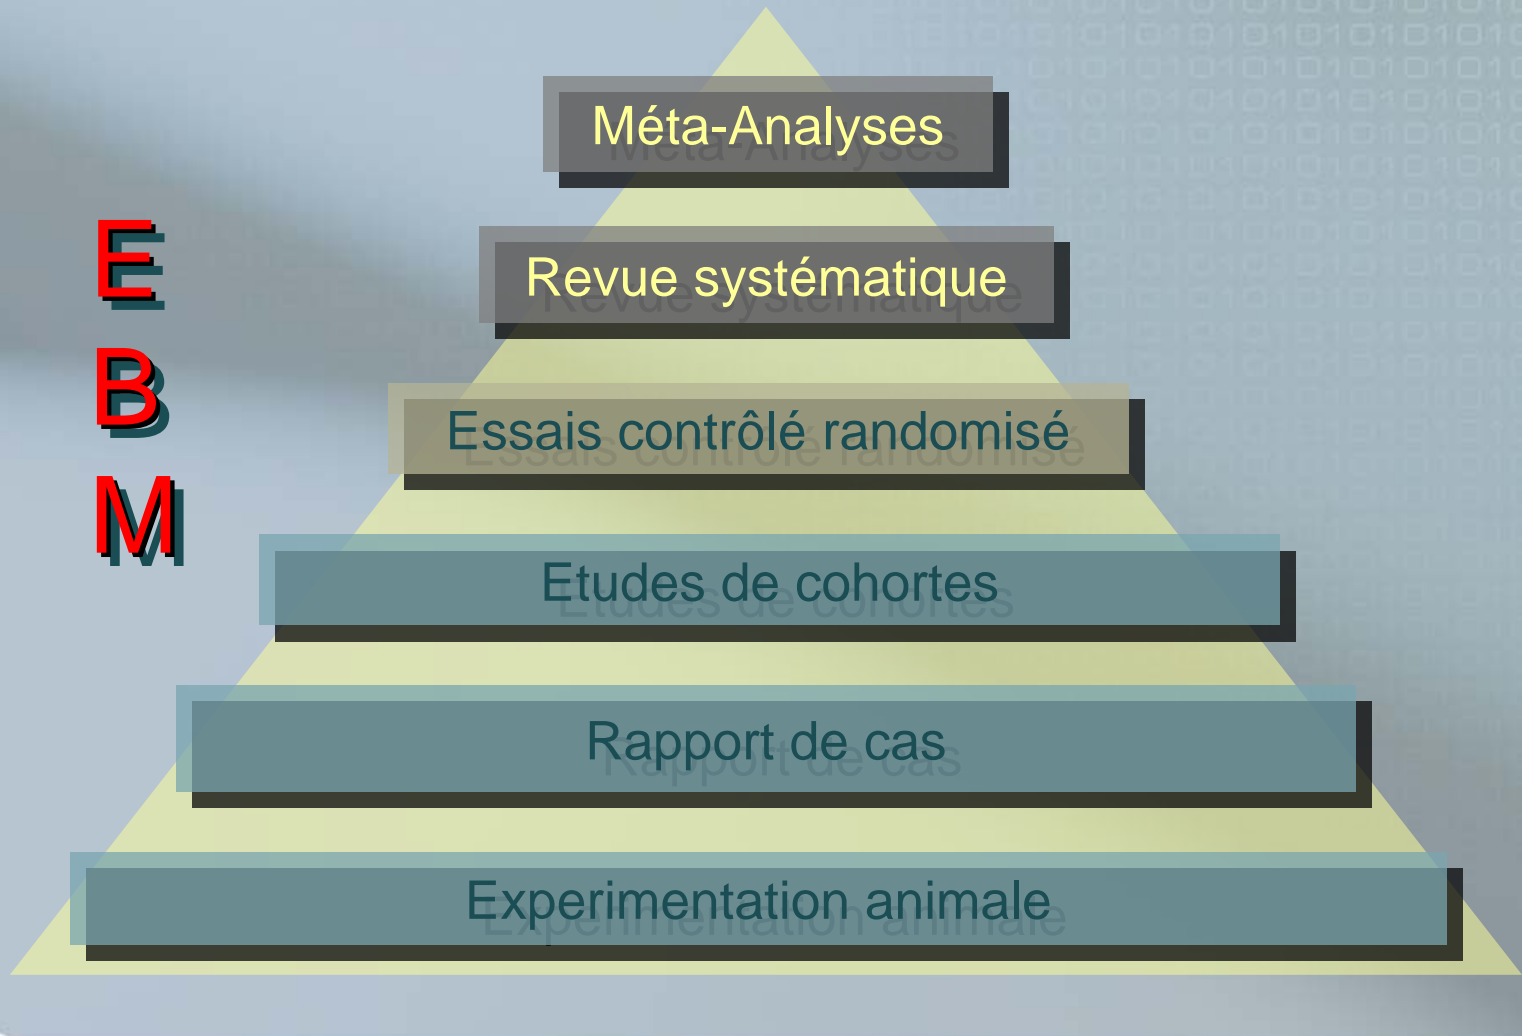 Méta-Analyses
Revue systématique
Essais contrôlé randomisé
Etudes de cohortes
Rapport de cas
Experimentation animale
E
B
M